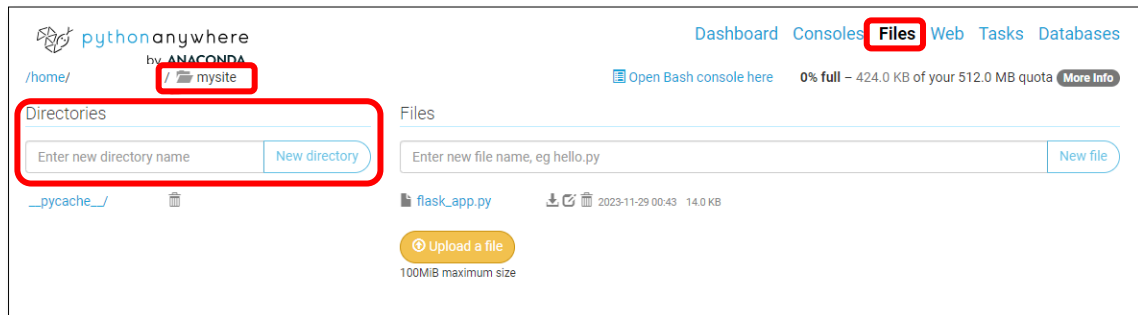 pythonanywhere
by ANACONDA
Dashboard Consoles Files Web Tasks Databases
/home/ / mysite
Open Bash console here 0% full – 424.0 KB of your 512.0 MB quota More Info
Directories
Files
Enter new directory name New directory
Enter new file name, eg hello.py New file
__pycache__/
flask_app.py 2023-11-29 00:43 14.0 KB
Upload a file
100MiB maximum size